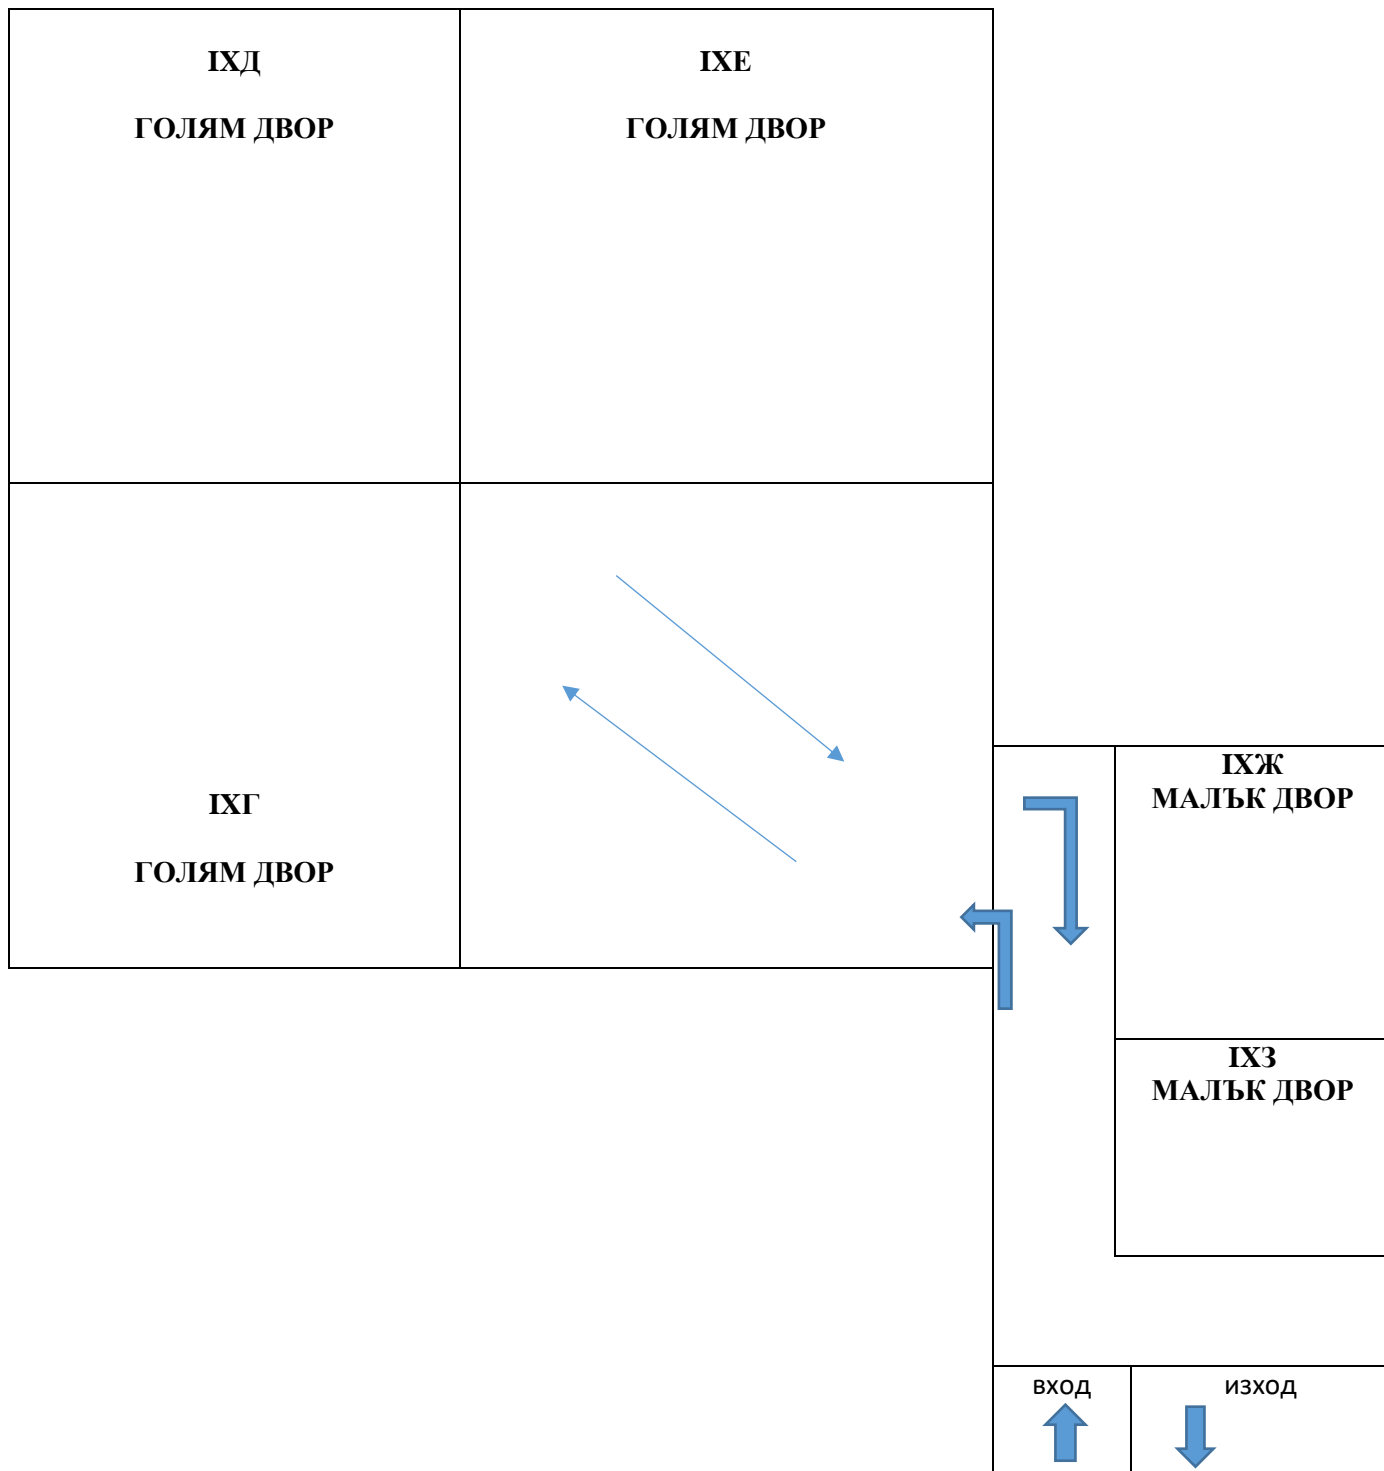 IXД
ГОЛЯМ ДВОР
IXЕ
ГОЛЯМ ДВОР
IXГ
ГОЛЯМ ДВОР
IXЖ
МАЛЪК ДВОР
IXЗ
МАЛЪК ДВОР
вход
изход